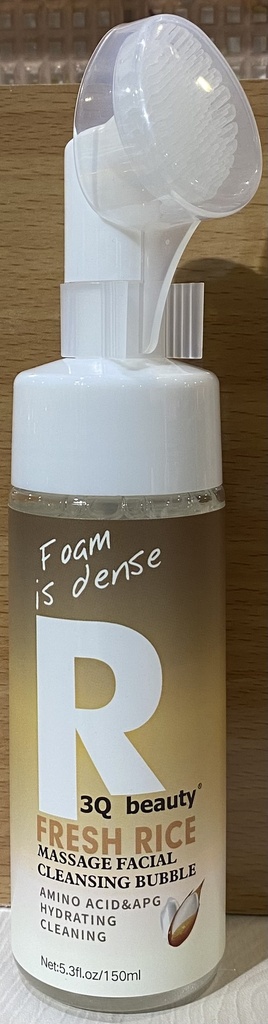 Foam
is dense
R
3Q beauty®
FRESH RICE
MASSAGE FACIAL
CLEANSING BUBBLE
AMINO ACID&APG
HYDRATING
CLEANING
Net:5.3fl.oz/150ml